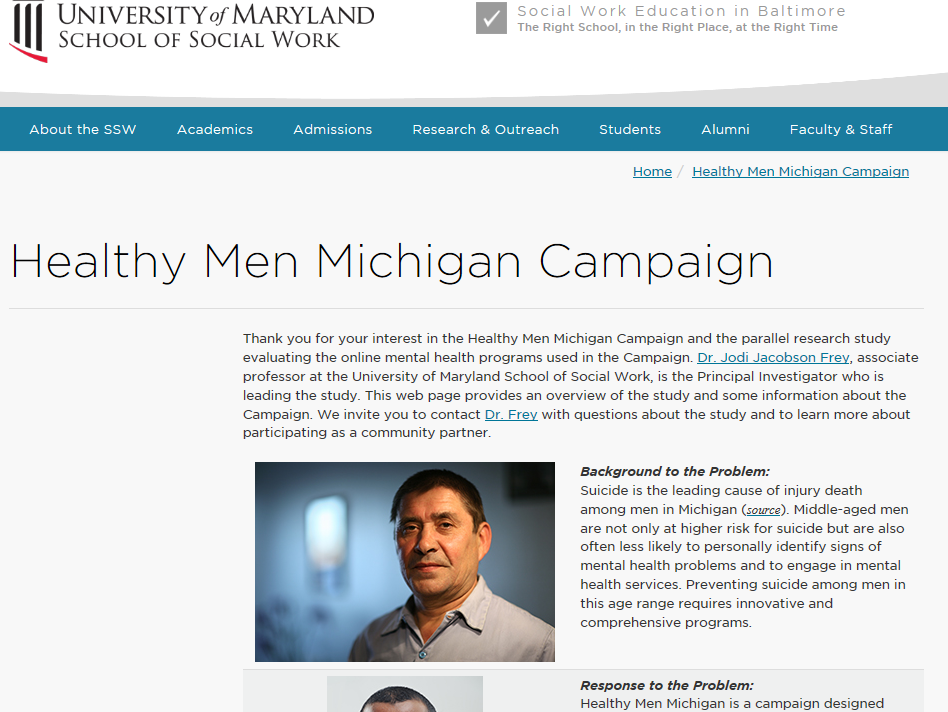 UNIVERSITY of MARYLAND
SCHOOL OF SOCIAL WORK
Social Work Education in Baltimore
The Right School, in the Right Place, at the Right Time
About the SSW Academics Admissions Research & Outreach Students Alumni Faculty & Staff
Home / Healthy Men Michigan Campaign
Healthy Men Michigan Campaign
Thank you for your interest in the Healthy Men Michigan Campaign and the parallel research study
evaluating the online mental health programs used in the Campaign. Dr. Jodi Jacobson Frey, associate
professor at the University of Maryland School of Social Work, is the Principal Investigator who is
leading the study. This web page provides an overview of the study and some information about the
Campaign. We invite you to contact Dr. Frey with questions about the study and to learn more about
participating as a community partner.
Background to the Problem:
Suicide is the leading cause of injury death
among men in Michigan (source). Middle-aged men
are not only at higher risk for suicide but are also
often less likely to personally identify signs of
mental health problems and to engage in mental
health services. Preventing suicide among men in
this age range requires innovative and
comprehensive programs.
Response to the Problem:
Healthy Men Michigan is a campaign designed